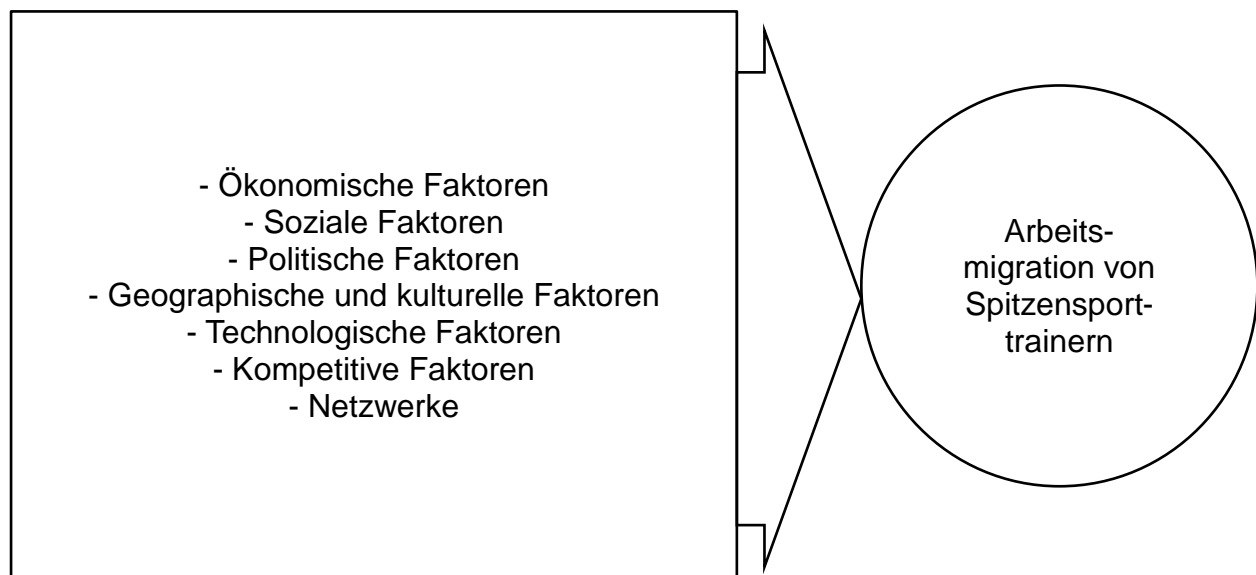 - Ökonomische Faktoren
- Soziale Faktoren
- Politische Faktoren
- Geographische und kulturelle Faktoren
- Technologische Faktoren
- Kompetitive Faktoren
- Netzwerke
Arbeits-
migration von
Spitzensport-
trainern